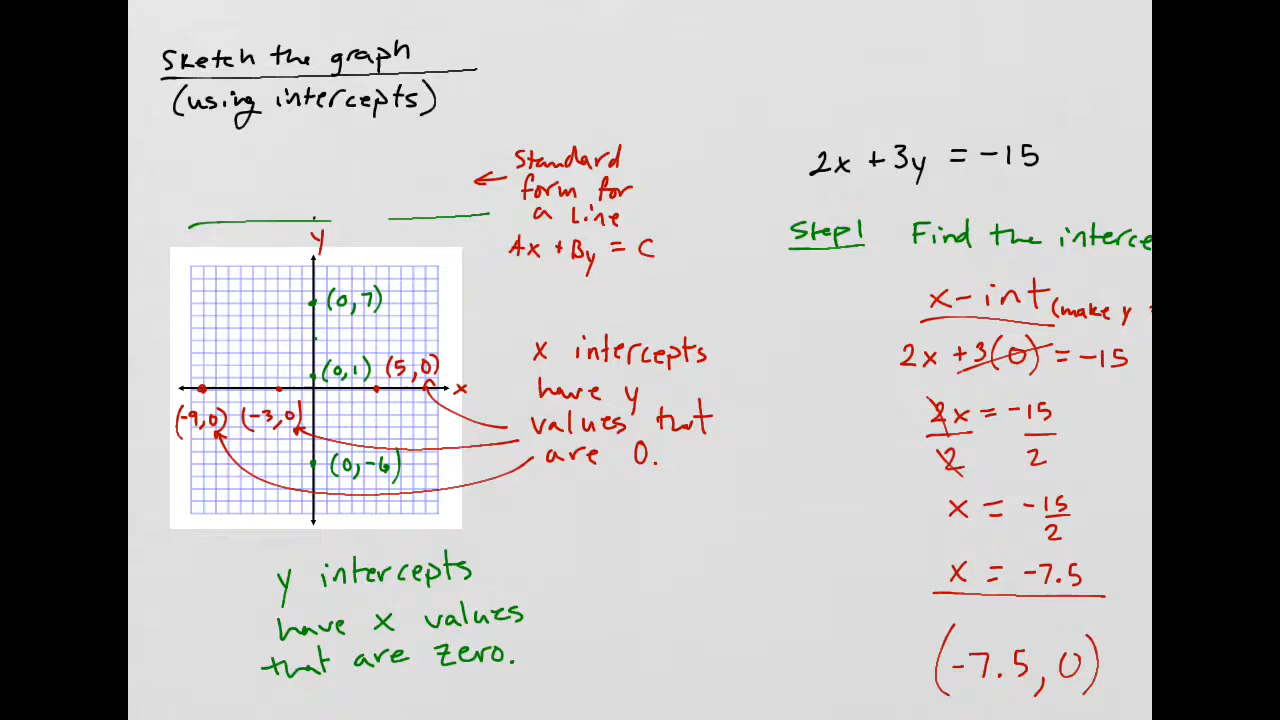 Sketch the graph
(using intercepts)
Standard
form for
a Line
Ax + By = C
y
(0, 7)
(0, 1)
(5, 0)
x
(-9, 0)
(-3, 0)
(0, -6)
x intercepts
have y
values that
are 0.
y intercepts
have x values
that are zero.
2x + 3y = -15
Step 1 Find the interce
x-int (make y =
2x + 3(0) = -15
2x = -15
2 2
x = -15
2
x = -7.5
(-7.5, 0)